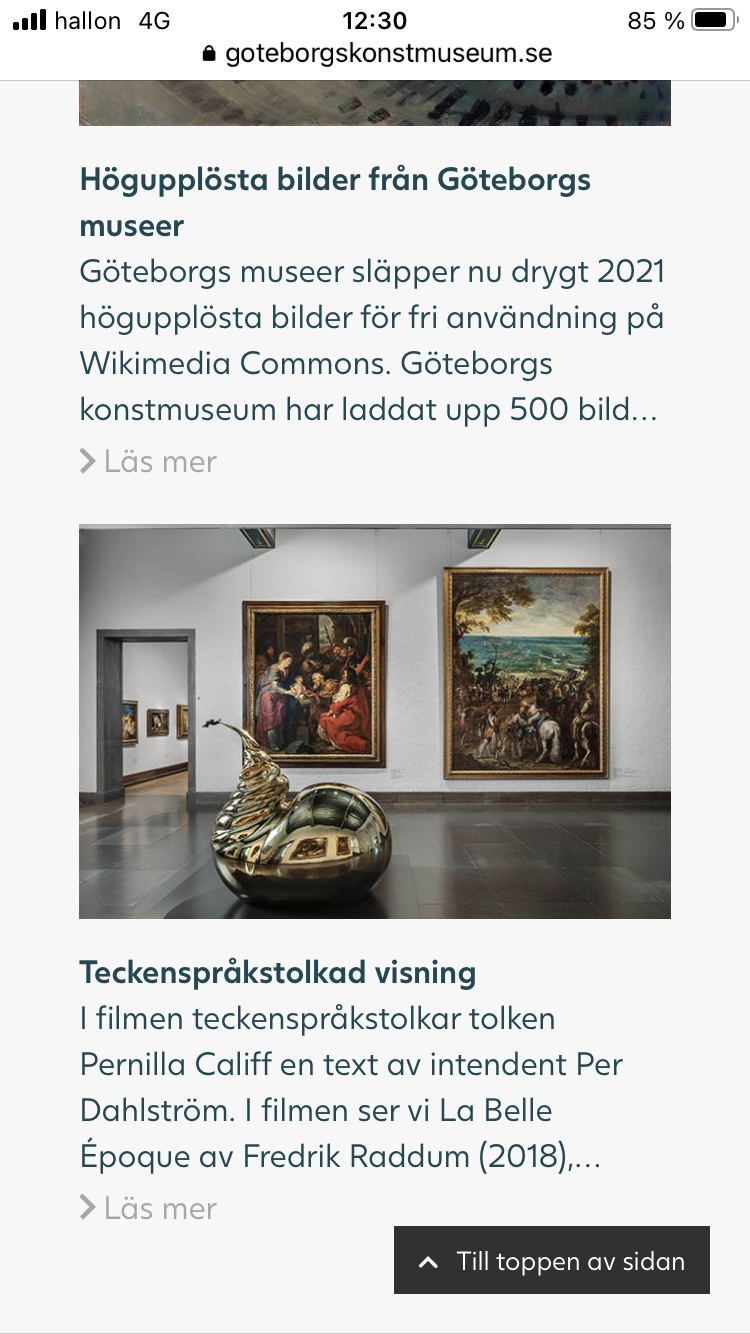 hallon 4G 12:30 85 %
goteborgskonstmuseum.se
Högupplösta bilder från Göteborgs
museer
Göteborgs museer släpper nu drygt 2021
högupplösta bilder för fri användning på
Wikimedia Commons. Göteborgs
konstmuseum har laddat upp 500 bild...
Läs mer
Teckenspråkstolkad visning
I filmen teckenspråkstolkar tolken
Pernilla Califf en text av intendent Per
Dahlström. I filmen ser vi La Belle
Époque av Fredrik Raddum (2018),...
Läs mer
Till toppen av sidan